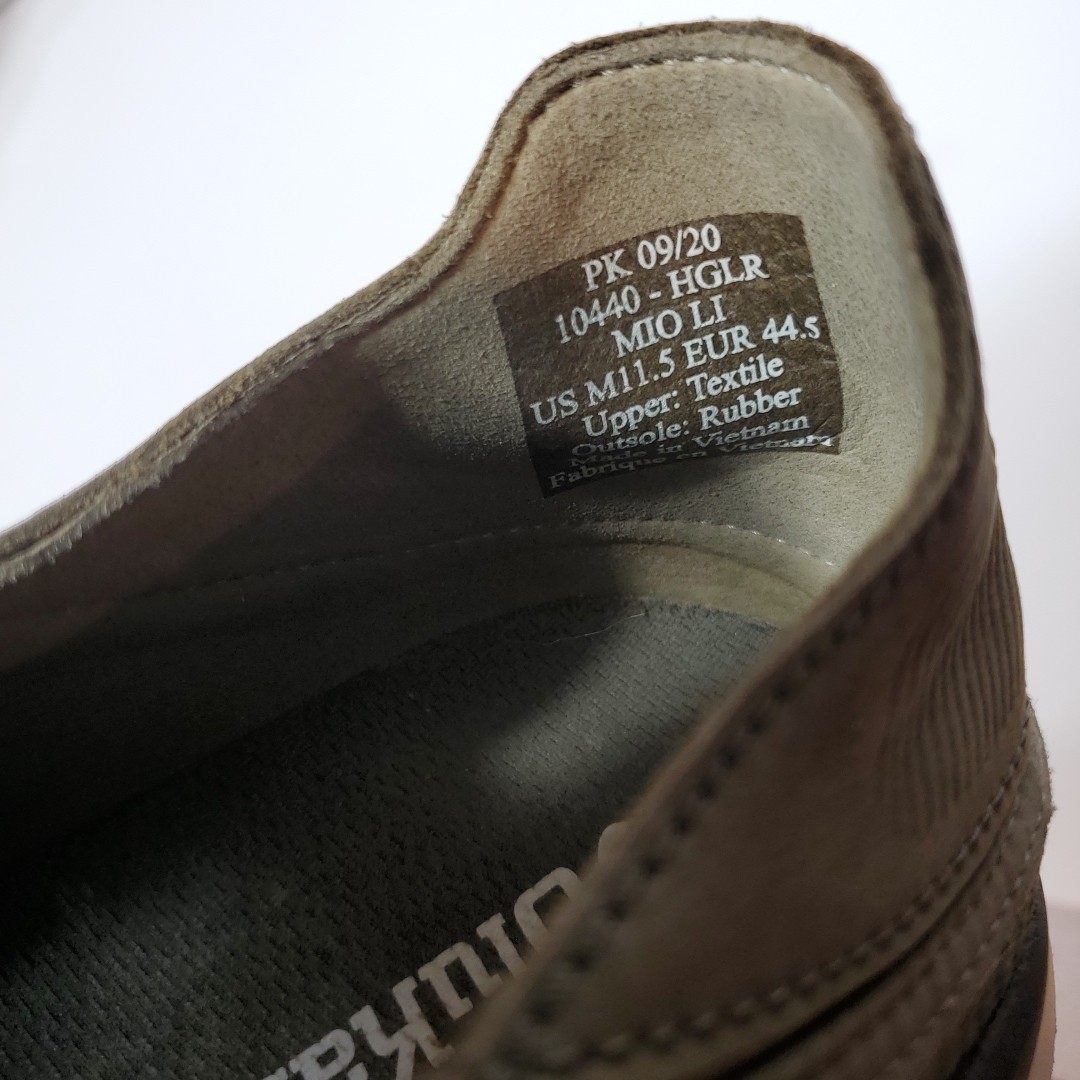 PK 09/20
10440 - HGLR
MIO LI
US M11.5 EUR 44.5
Upper: Textile
Outsole: Rubber
Made in Vietnam
Fabriqué en Vietnam